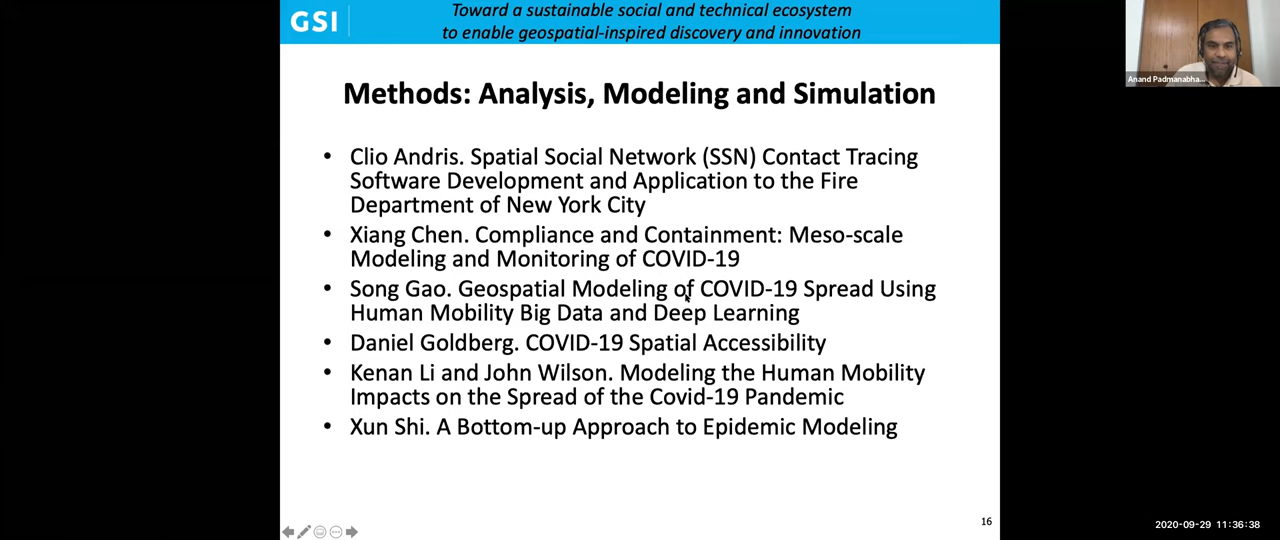 GSI
Toward a sustainable social and technical ecosystem
to enable geospatial-inspired discovery and innovation
Anand Padmanabha...
Methods: Analysis, Modeling and Simulation
• Clio Andris. Spatial Social Network (SSN) Contact Tracing
Software Development and Application to the Fire
Department of New York City
• Xiang Chen. Compliance and Containment: Meso-scale
Modeling and Monitoring of COVID-19
• Song Gao. Geospatial Modeling of COVID-19 Spread Using
Human Mobility Big Data and Deep Learning
• Daniel Goldberg. COVID-19 Spatial Accessibility
• Kenan Li and John Wilson. Modeling the Human Mobility
Impacts on the Spread of the Covid-19 Pandemic
• Xun Shi. A Bottom-up Approach to Epidemic Modeling
16
2020-09-29 11:36:38